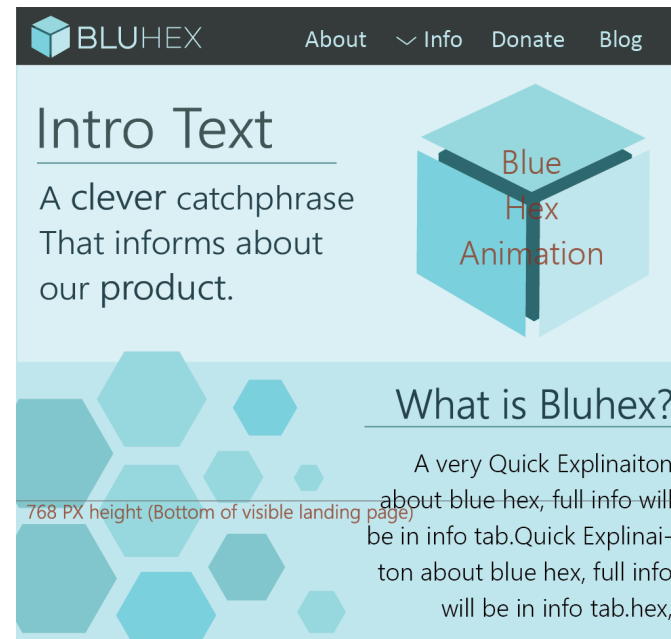 BLUHEX
About Info Donate Blog
Intro Text
A clever catchphrase
That informs about
our product.
Blue
Hex
Animation
What is Bluhex?
A very Quick Explinaiton
about blue hex, full info will
be in info tab.Quick Explinai-
ton about blue hex, full info
will be in info tab.hex,
768 PX height (Bottom of visible landing page)